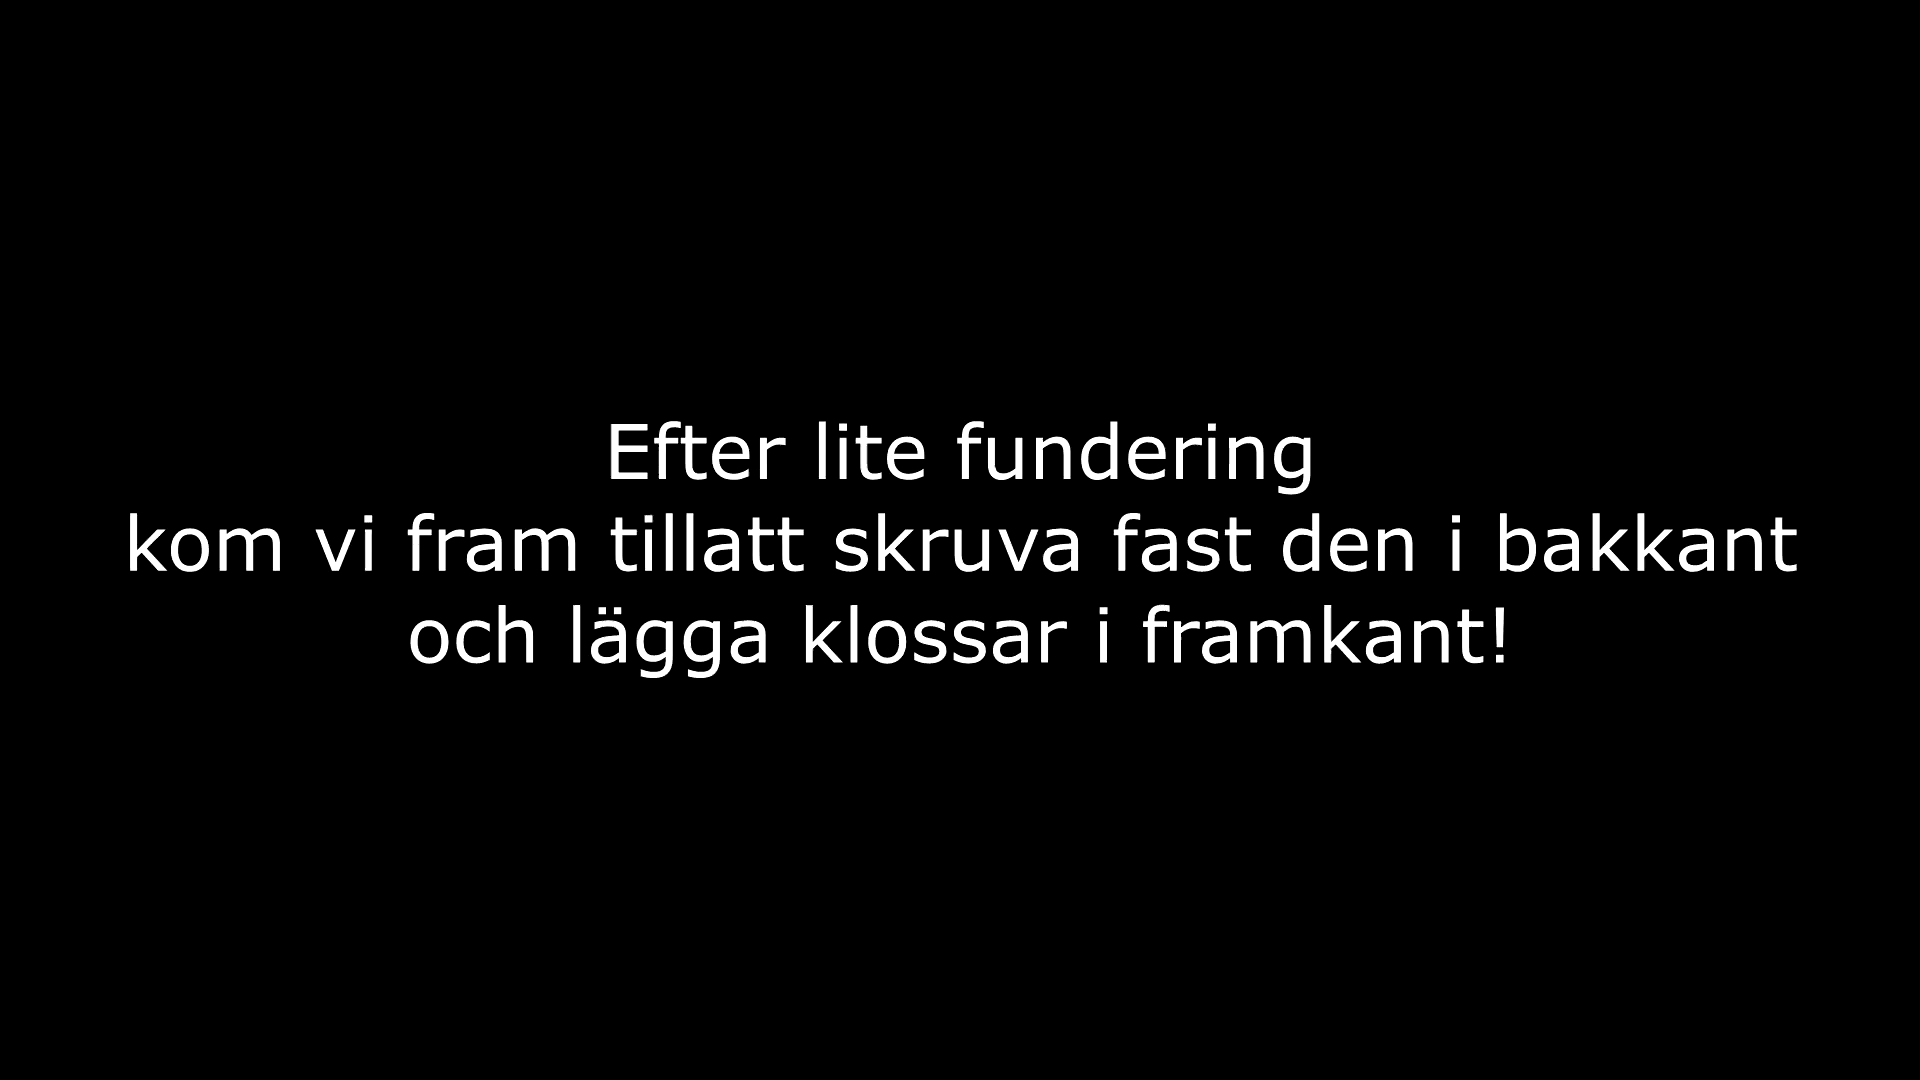 Efter lite fundering
kom vi fram tillatt skruva fast den i bakkant
och lägga klossar i framkant!